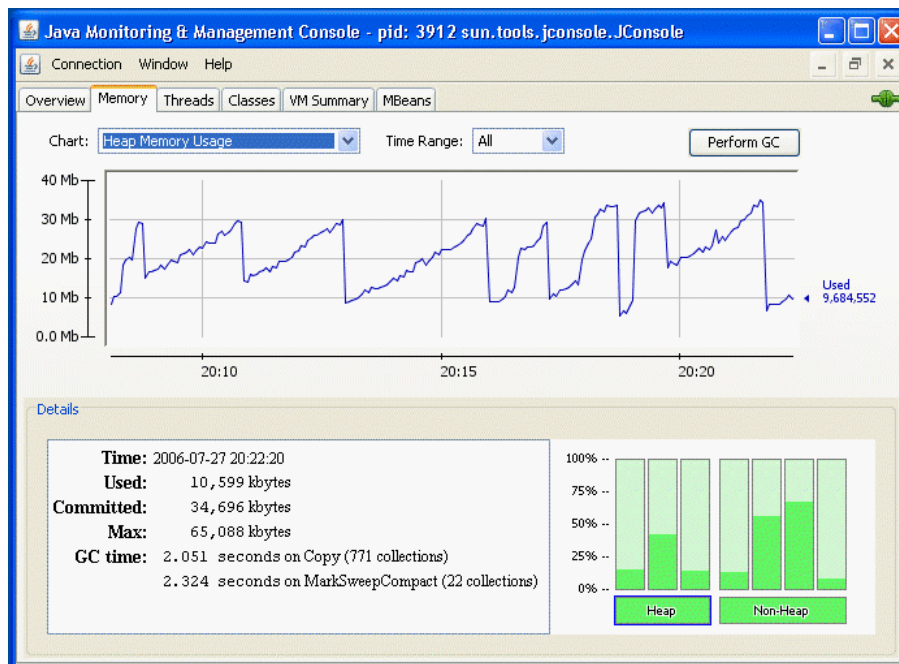 Java Monitoring & Management Console - pid: 3912 sun.tools.jconsole.JConsole
Connection Window Help
Overview Memory Threads Classes VM Summary MBeans
Chart: Heap Memory Usage Time Range: All Perform GC
40 Mb
30 Mb
20 Mb
10 Mb
0.0 Mb
Used
9,684,552
20:10 20:15 20:20
Details
Time: 2006-07-27 20:22:20
Used: 10,599 kbytes
Committed: 34,696 kbytes
Max: 65,088 kbytes
GC time: 2.051 seconds on Copy (771 collections)
2.324 seconds on MarkSweepCompact (22 collections)
100% --
75% --
50% --
25% --
0% --
Heap Non-Heap